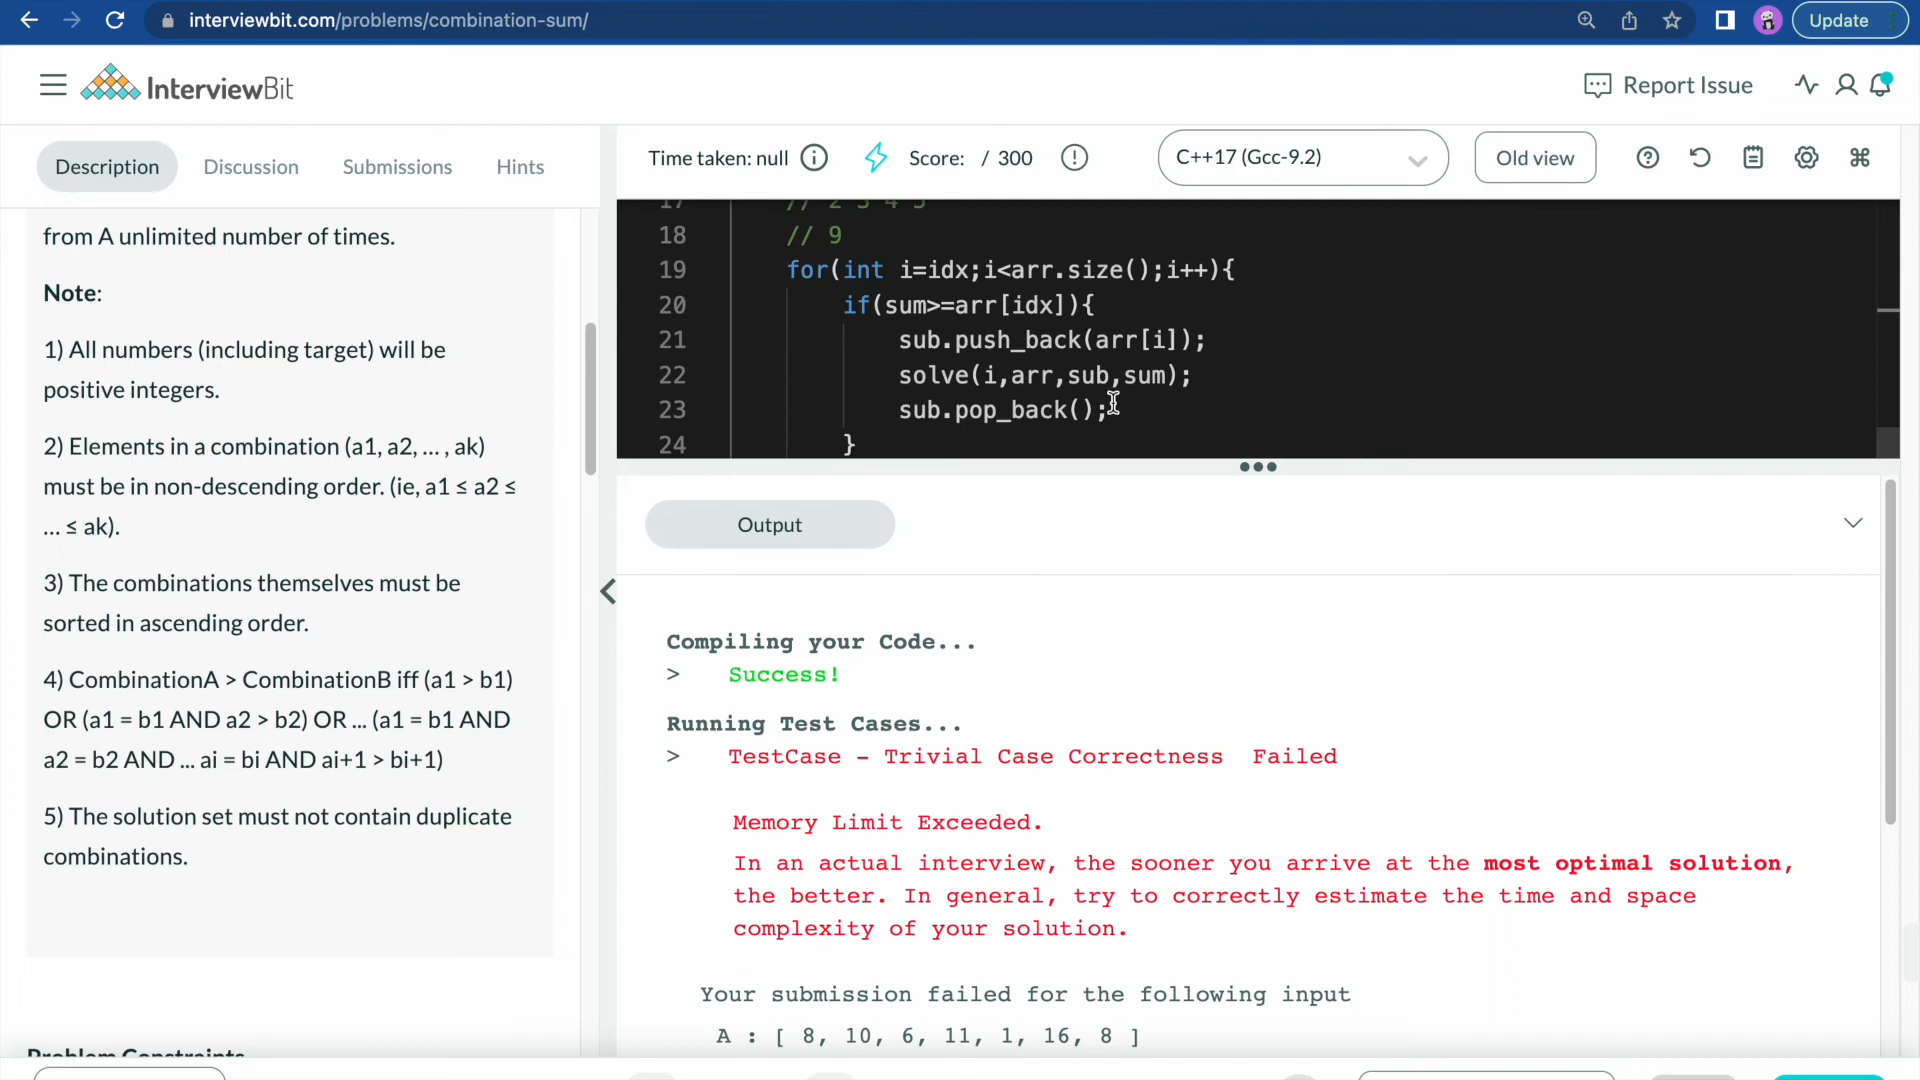 interviewbit.com/problems/combination-sum/
Update
InterviewBit
Report Issue
Description
Discussion
Submissions
Hints
Time taken: null
Score: / 300
C++17 (Gcc-9.2)
Old view
from A unlimited number of times.
Note:
1) All numbers (including target) will be
positive integers.
2) Elements in a combination (a1, a2, … , ak)
must be in non-descending order. (ie, a1 ≤ a2 ≤
… ≤ ak).
3) The combinations themselves must be
sorted in ascending order.
4) CombinationA > CombinationB iff (a1 > b1)
OR (a1 = b1 AND a2 > b2) OR … (a1 = b1 AND
a2 = b2 AND … ai = bi AND ai+1 > bi+1)
5) The solution set must not contain duplicate
combinations.
Problem Constraints
17 // 2 3 4 5
18 // 9
19 for(int i=idx;i<arr.size();i++){
20 if(sum>=arr[idx]){
21 sub.push_back(arr[i]);
22 solve(i,arr,sub,sum);
23 sub.pop_back();
24 }
Output
Compiling your Code...
> Success!
Running Test Cases...
> TestCase - Trivial Case Correctness Failed
Memory Limit Exceeded.
In an actual interview, the sooner you arrive at the most optimal solution,
the better. In general, try to correctly estimate the time and space
complexity of your solution.
Your submission failed for the following input
A : [ 8, 10, 6, 11, 1, 16, 8 ]